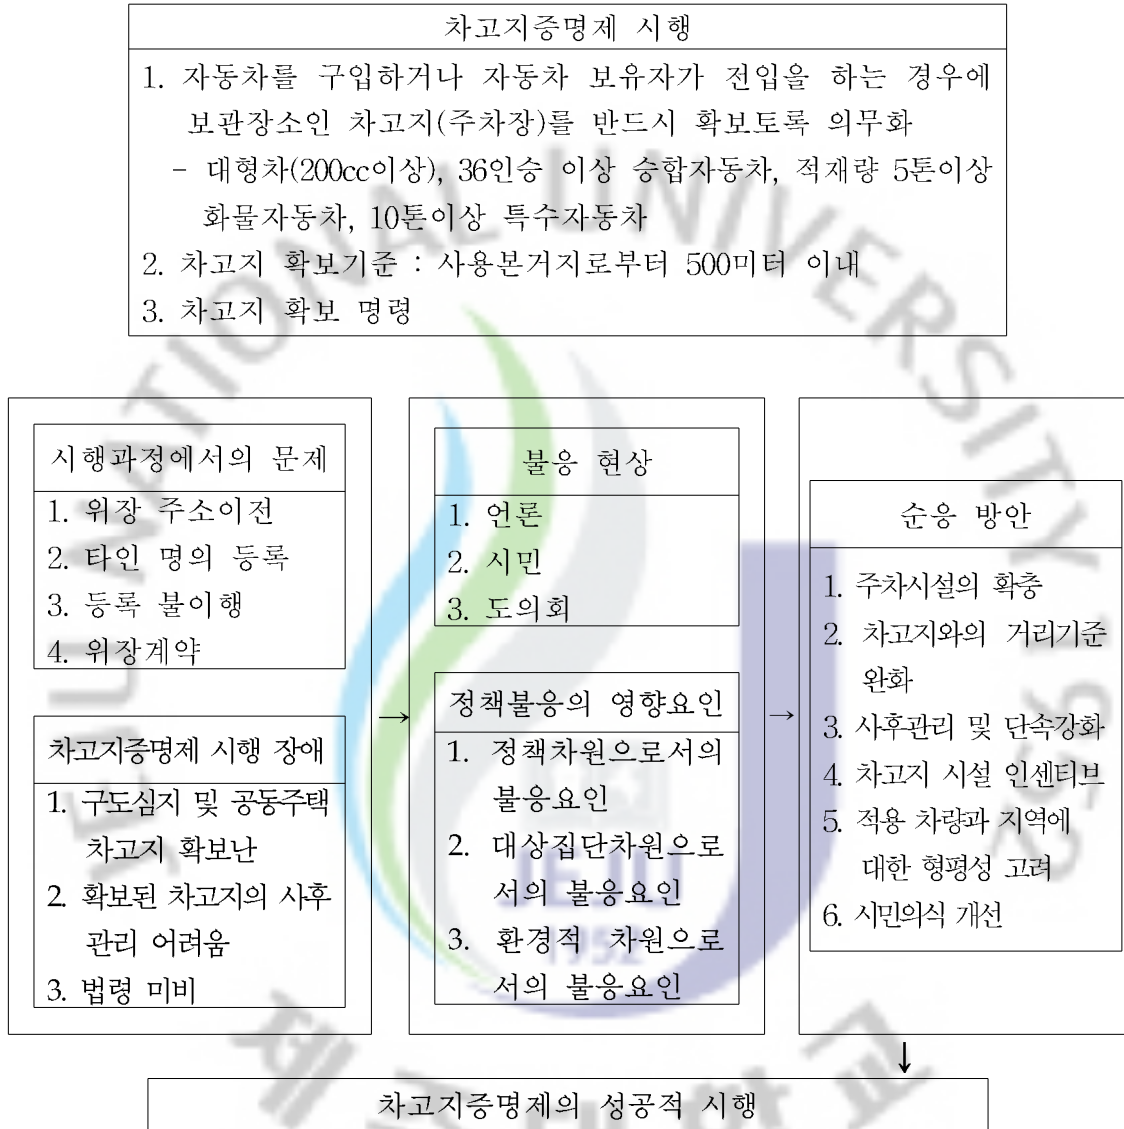 차고지증명제 시행
1. 자동차를 구입하거나 자동차 보유자가 전입을 하는 경우에
보관장소인 차고지(주차장)를 반드시 확보토록 의무화
- 대형차(200cc이상), 36인승 이상 승합자동차, 적재량 5톤이상
화물자동차, 10톤이상 특수자동차
2. 차고지 확보기준 : 사용본거지로부터 500미터 이내
3. 차고지 확보 명령
시행과정에서의 문제
1. 위장 주소이전
2. 타인 명의 등록
3. 등록 불이행
4. 위장계약
차고지증명제 시행 장애
1. 구도심지 및 공동주택
차고지 확보난
2. 확보된 차고지의 사후
관리 어려움
3. 법령 미비
→
불응 현상
1. 언론
2. 시민
3. 도의회
정책불응의 영향요인
1. 정책차원으로서의
불응요인
2. 대상집단차원으로
서의 불응요인
3. 환경적 차원으로
서의 불응요인
→
순응 방안
1. 주차시설의 확충
2. 차고지와의 거리기준
완화
3. 사후관리 및 단속강화
4. 차고지 시설 인센티브
5. 적용 차량과 지역에
대한 형평성 고려
6. 시민의식 개선
↓
차고지증명제의 성공적 시행
JEJU NATIONAL UNIVERSITY 1952
JEJU
1952
제주대학교